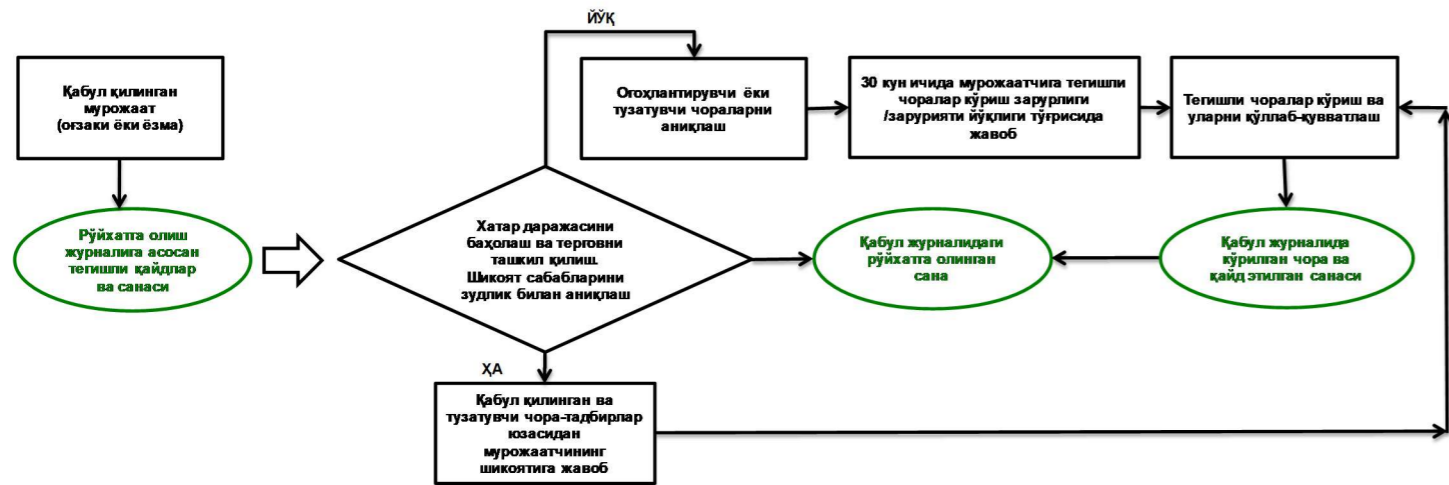 ЙЎҚ
Қабул қилинган
мурожаат
(оғзаки ёки ёзма)
Огоҳлантирувчи ёки
тузатувчи чораларни
аниқлаш
30 кун ичида мурожаатчига тегишли
чоралар кўриш зарурлиги
/зарурияти йўқлиги тўғрисида
жавоб
Тегишли чоралар кўриш ва
уларни қўллаб-қувватлаш
Рўйхатга олиш
журналига асосан
тегишли қайдлар
ва санаси
Хатар даражасини
баҳолаш ва терговни
ташкил қилиш.
Шикоят сабабларини
зудлик билан аниқлаш
Қабул журналидаги
рўйхатга олинган
сана
Қабул журналида
кўрилган чора ва
қайд этилган санаси
ҲА
Қабул қилинган ва
тузатувчи чора-тадбирлар
юзасидан
мурожаатчининг
шикоятига жавоб